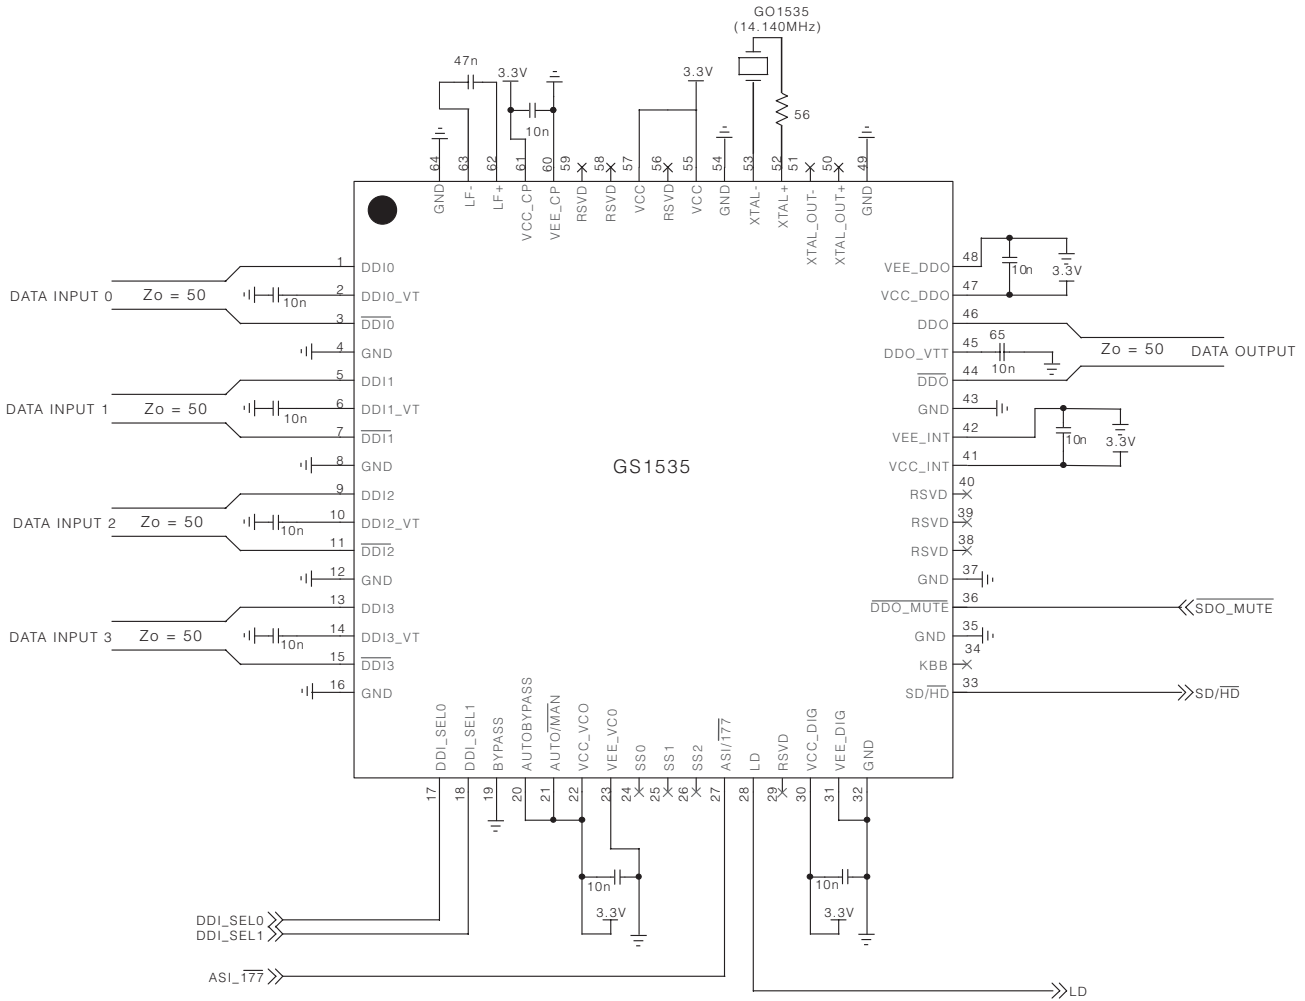 GO1535
(14.140MHz)
47n
3.3V
3.3V
10n
56
64
63
62
61
60
59
58
57
56
55
54
53
52
51
50
49
GND
LF-
LF+
VCC_CP
VEE_CP
RSVD
RSVD
VCC
RSVD
VCC
GND
XTAL-
XTAL+
XTAL_OUT-
XTAL_OUT+
GND
DATA INPUT 0
Zo = 50
10n
1 DDI0
2 DDI0_VT
3 DDI0
4 GND
DATA INPUT 1
Zo = 50
10n
5 DDI1
6 DDI1_VT
7 DDI1
8 GND
DATA INPUT 2
Zo = 50
10n
9 DDI2
10 DDI2_VT
11 DDI2
12 GND
DATA INPUT 3
Zo = 50
10n
13 DDI3
14 DDI3_VT
15 DDI3
16 GND
GS1535
VEE_DDO 48
10n
3.3V
VCC_DDO 47
DDO 46
DDO_VTT 45
65
10n
Zo = 50
DATA OUTPUT
DDO 44
GND 43
VEE_INT 42
10n
3.3V
VCC_INT 41
RSVD 40
RSVD 39
RSVD 38
GND 37
DDO_MUTE 36
SDO_MUTE
GND 35
KBB 34
SD/HD 33
SD/HD
DDI_SEL0
DDI_SEL1
BYPASS
AUTOBYPASS
AUTO/MAN
VCC_VCO
VEE_VC0
SS0
SS1
SS2
ASI/177
LD
RSVD
VCC_DIG
VEE_DIG
GND
17
18
19
20
21
22
23
24
25
26
27
28
29
30
31
32
10n
10n
3.3V
3.3V
DDI_SEL0
DDI_SEL1
ASI_177
LD